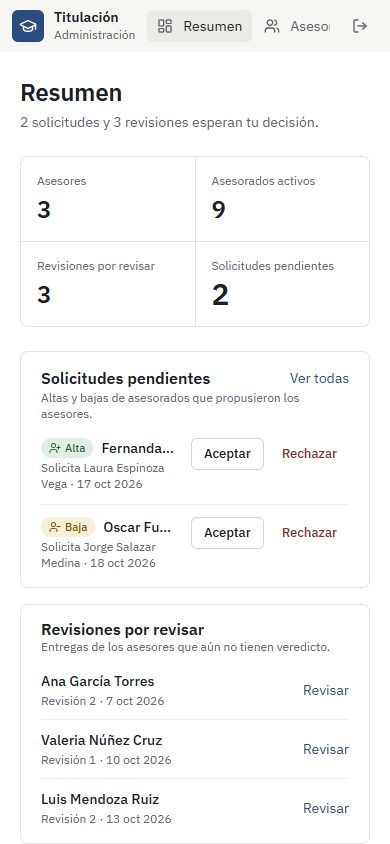 Titulación
Administración
Resumen
Aseso
Resumen
2 solicitudes y 3 revisiones esperan tu decisión.
Asesores
3
Asesorados activos
9
Revisiones por revisar
3
Solicitudes pendientes
2
Solicitudes pendientes
Ver todas
Altas y bajas de asesorados que propusieron los
asesores.
Alta
Fernanda...
Aceptar
Rechazar
Solicita Laura Espinoza
Vega · 17 oct 2026
Baja
Oscar Fu...
Aceptar
Rechazar
Solicita Jorge Salazar
Medina · 18 oct 2026
Revisiones por revisar
Entregas de los asesores que aún no tienen veredicto.
Ana García Torres
Revisión 2 · 7 oct 2026
Revisar
Valeria Núñez Cruz
Revisión 1 · 10 oct 2026
Revisar
Luis Mendoza Ruiz
Revisión 2 · 13 oct 2026
Revisar